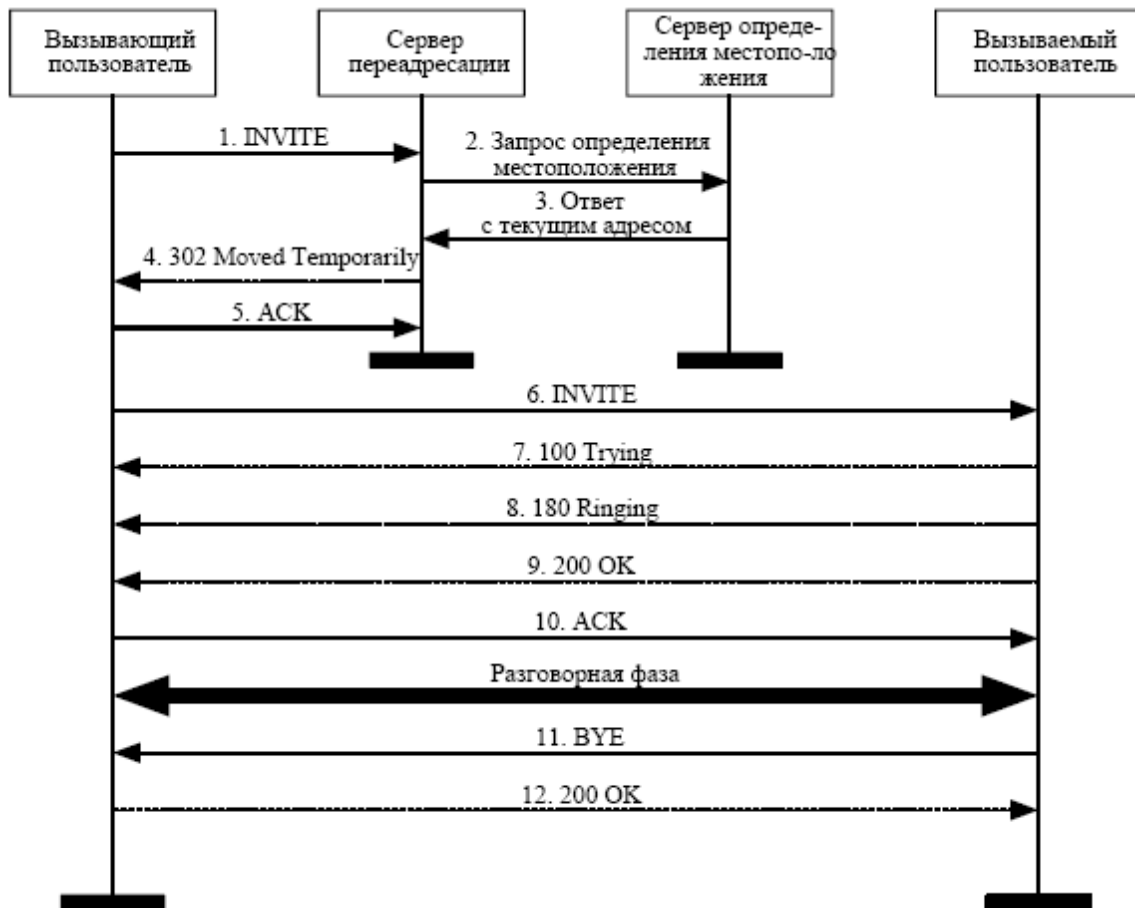 Вызывающий
пользователь
Сервер
переадресации
Сервер опреде-
ления местопо-ло
жения
Вызываемый
пользователь
1. INVITE
2. Запрос определения
местоположения
3. Ответ
с текущим адресом
4. 302 Moved Temporarily
5. ACK
6. INVITE
7. 100 Trying
8. 180 Ringing
9. 200 OK
10. ACK
Разговорная фаза
11. BYE
12. 200 OK